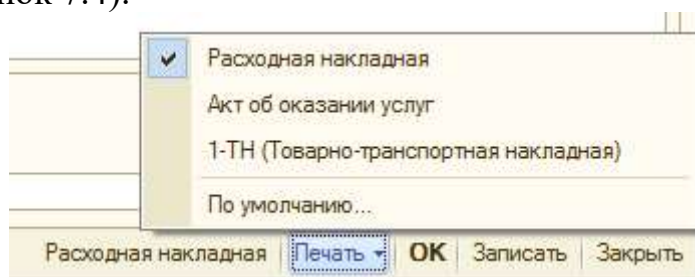 нок 7.4).
Расходная накладная
Акт об оказании услуг
1-ТН (Товарно-транспортная накладная)
По умолчанию...
Расходная накладная Печать OK Записать Закрыть